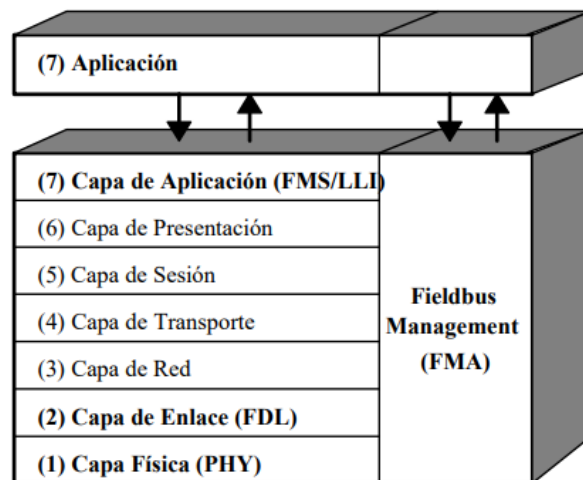 (7) Aplicación
(7) Capa de Aplicación (FMS/LLI)
(6) Capa de Presentación
(5) Capa de Sesión
(4) Capa de Transporte
(3) Capa de Red
(2) Capa de Enlace (FDL)
(1) Capa Física (PHY)
Fieldbus
Management
(FMA)